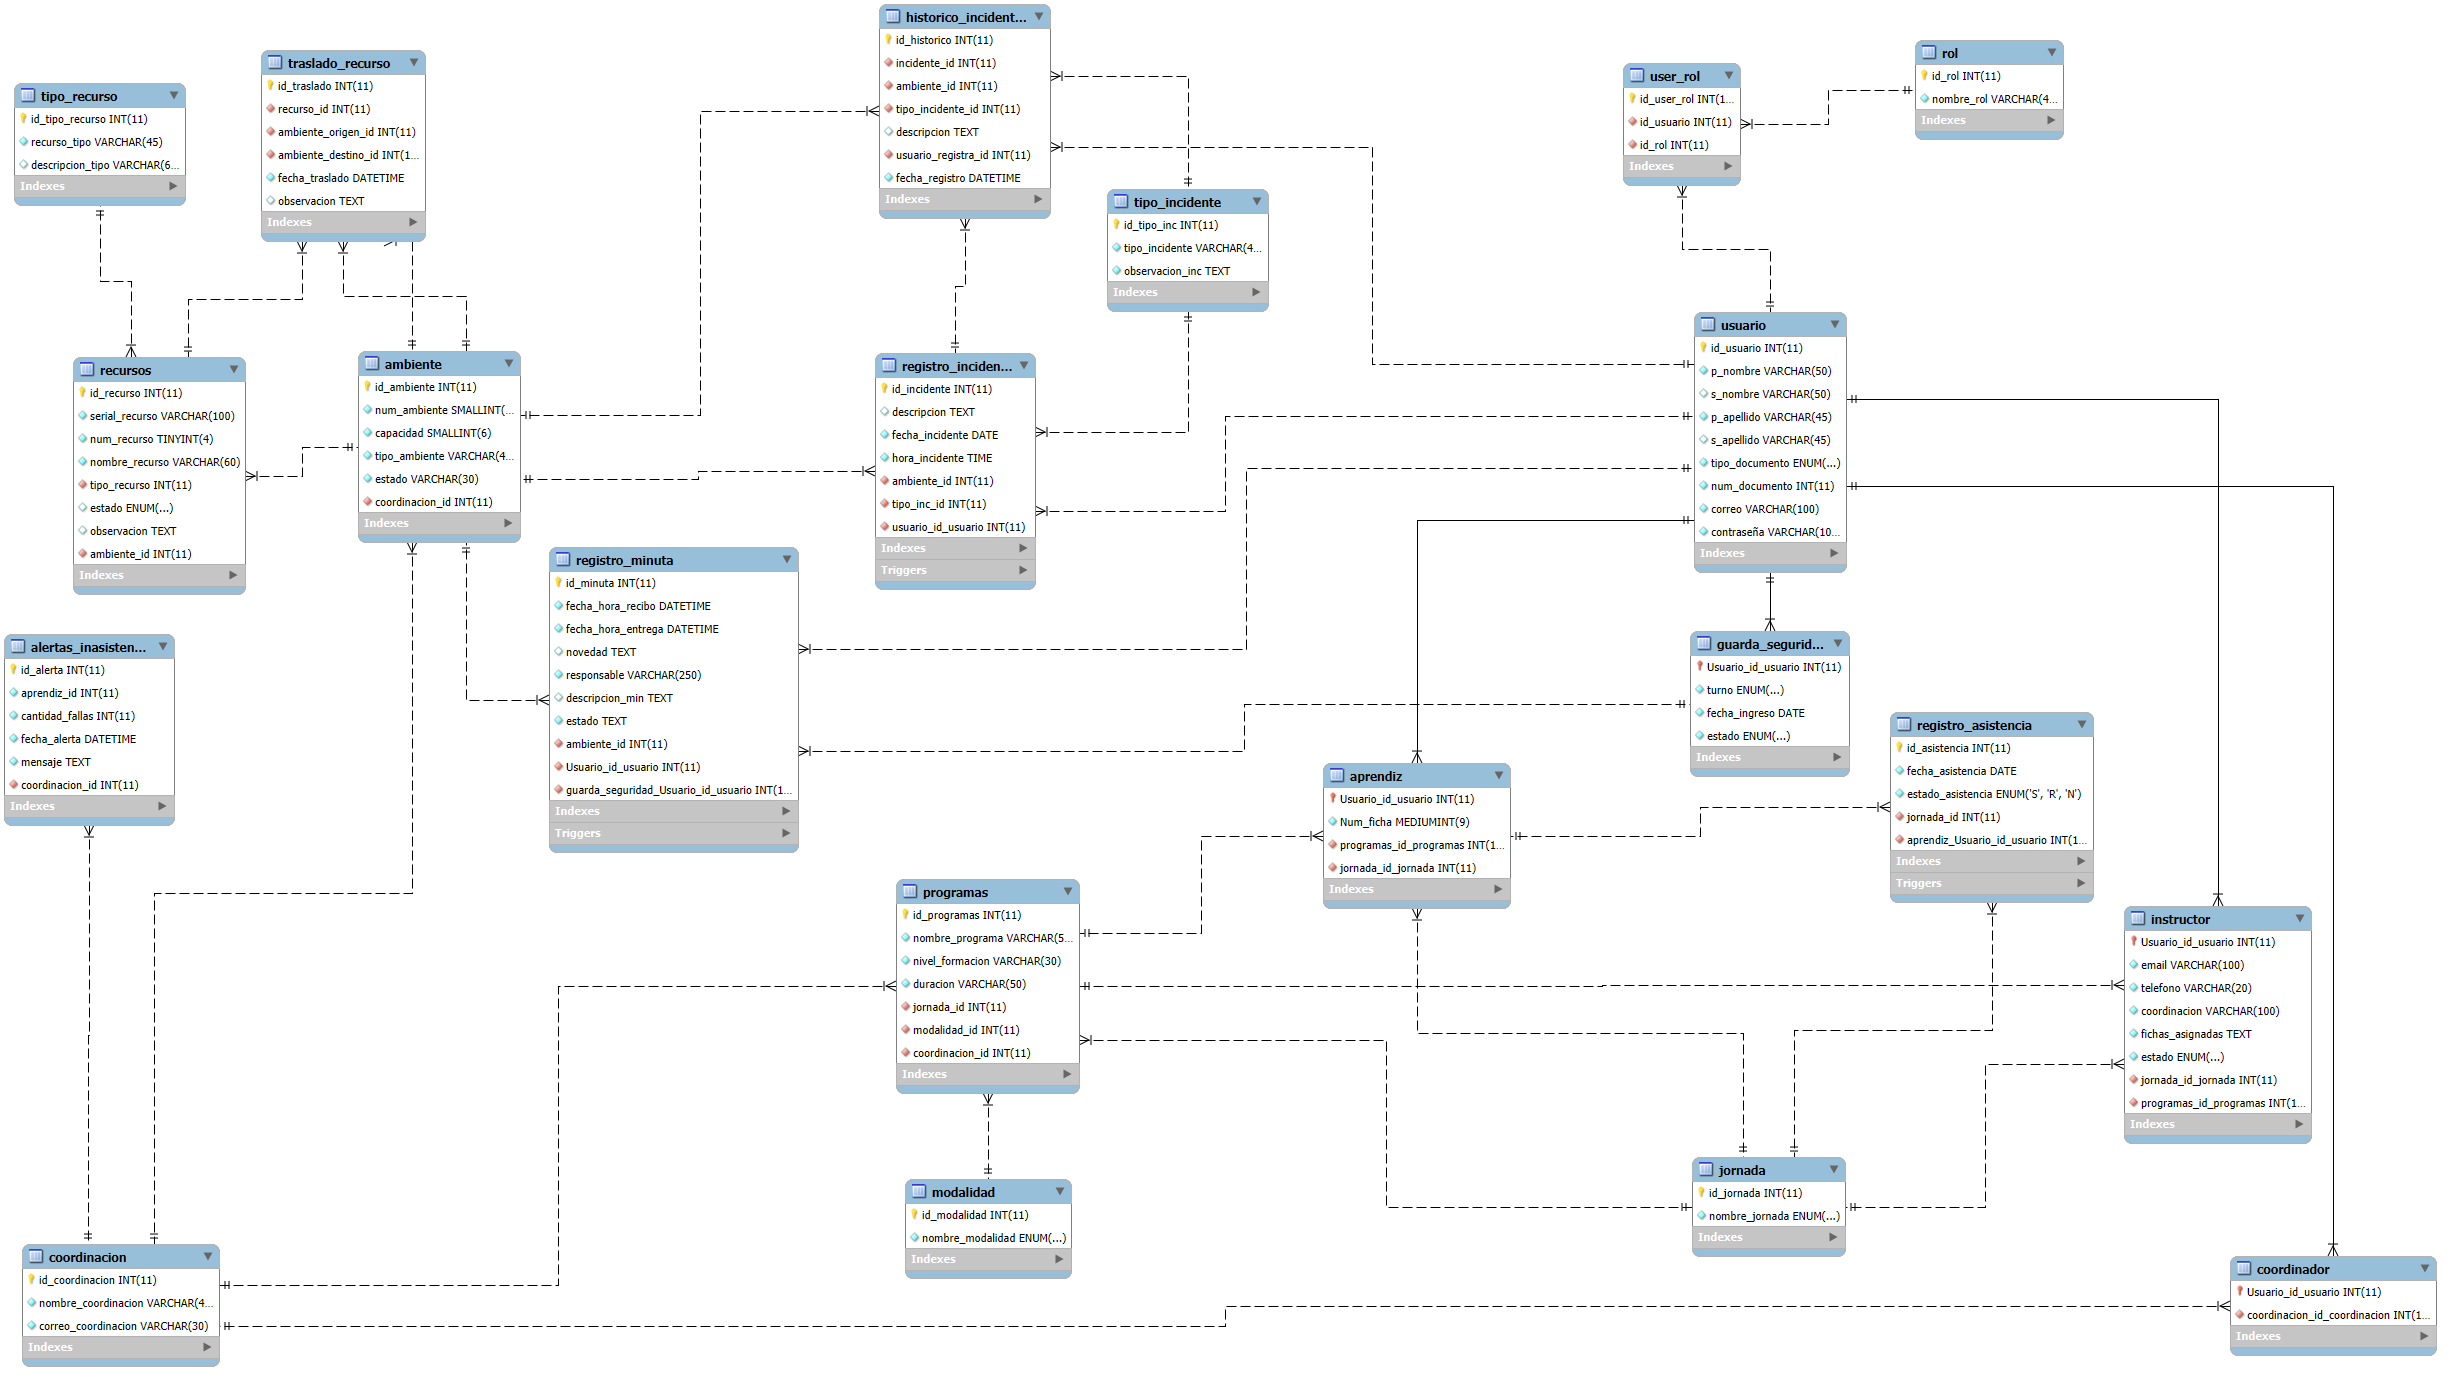 tipo_recurso
id_tipo_recurso INT(11)
recurso_tipo VARCHAR(45)
descripcion_tipo VARCHAR(6...
Indexes
traslado_recurso
id_traslado INT(11)
recurso_id INT(11)
ambiente_origen_id INT(11)
ambiente_destino_id INT(1...
fecha_traslado DATETIME
observacion TEXT
Indexes
historico_incident...
id_historico INT(11)
incidente_id INT(11)
ambiente_id INT(11)
tipo_incidente_id INT(11)
descripcion TEXT
usuario_registra_id INT(11)
fecha_registro DATETIME
Indexes
tipo_incidente
id_tipo_inc INT(11)
tipo_incidente VARCHAR(4...
observacion_inc TEXT
Indexes
user_rol
id_user_rol INT(1...
id_usuario INT(11)
id_rol INT(11)
Indexes
rol
id_rol INT(11)
nombre_rol VARCHAR(4...
Indexes
recursos
id_recurso INT(11)
serial_recurso VARCHAR(100)
num_recurso TINYINT(4)
nombre_recurso VARCHAR(60)
tipo_recurso INT(11)
estado ENUM(...)
observacion TEXT
ambiente_id INT(11)
Indexes
ambiente
id_ambiente INT(11)
num_ambiente SMALLINT(...
capacidad SMALLINT(6)
tipo_ambiente VARCHAR(4...
estado VARCHAR(30)
coordinacion_id INT(11)
Indexes
registro_inciden...
id_incidente INT(11)
descripcion TEXT
fecha_incidente DATE
hora_incidente TIME
ambiente_id INT(11)
tipo_inc_id INT(11)
usuario_id_usuario INT(11)
Indexes
Triggers
usuario
id_usuario INT(11)
p_nombre VARCHAR(50)
s_nombre VARCHAR(50)
p_apellido VARCHAR(45)
s_apellido VARCHAR(45)
tipo_documento ENUM(...)
num_documento INT(11)
correo VARCHAR(100)
contraseña VARCHAR(10...
Indexes
registro_minuta
id_minuta INT(11)
fecha_hora_recibo DATETIME
fecha_hora_entrega DATETIME
novedad TEXT
responsable VARCHAR(250)
descripcion_min TEXT
estado TEXT
ambiente_id INT(11)
Usuario_id_usuario INT(11)
guarda_seguridad_Usuario_id_usuario INT(1...
Indexes
Triggers
alertas_inasisten...
id_alerta INT(11)
aprendiz_id INT(11)
cantidad_fallas INT(11)
fecha_alerta DATETIME
mensaje TEXT
coordinacion_id INT(11)
Indexes
guarda_segurid...
Usuario_id_usuario INT(11)
turno ENUM(...)
fecha_ingreso DATE
estado ENUM(...)
Indexes
aprendiz
Usuario_id_usuario INT(11)
Num_ficha MEDIUMINT(9)
programas_id_programas INT(1...
jornada_id_jornada INT(11)
Indexes
registro_asistencia
id_asistencia INT(11)
fecha_asistencia DATE
estado_asistencia ENUM('S', 'R', 'N')
jornada_id INT(11)
aprendiz_Usuario_id_usuario INT(1...
Indexes
Triggers
programas
id_programas INT(11)
nombre_programa VARCHAR(5...
nivel_formacion VARCHAR(30)
duracion VARCHAR(50)
jornada_id INT(11)
modalidad_id INT(11)
coordinacion_id INT(11)
Indexes
instructor
Usuario_id_usuario INT(11)
email VARCHAR(100)
telefono VARCHAR(20)
coordinacion VARCHAR(100)
fichas_asignadas TEXT
estado ENUM(...)
jornada_id_jornada INT(11)
programas_id_programas INT(1...
Indexes
modalidad
id_modalidad INT(11)
nombre_modalidad ENUM(...)
Indexes
jornada
id_jornada INT(11)
nombre_jornada ENUM(...)
Indexes
coordinacion
id_coordinacion INT(11)
nombre_coordinacion VARCHAR(4...
correo_coordinacion VARCHAR(30)
Indexes
coordinador
Usuario_id_usuario INT(11)
coordinacion_id_coordinacion INT(1...
Indexes